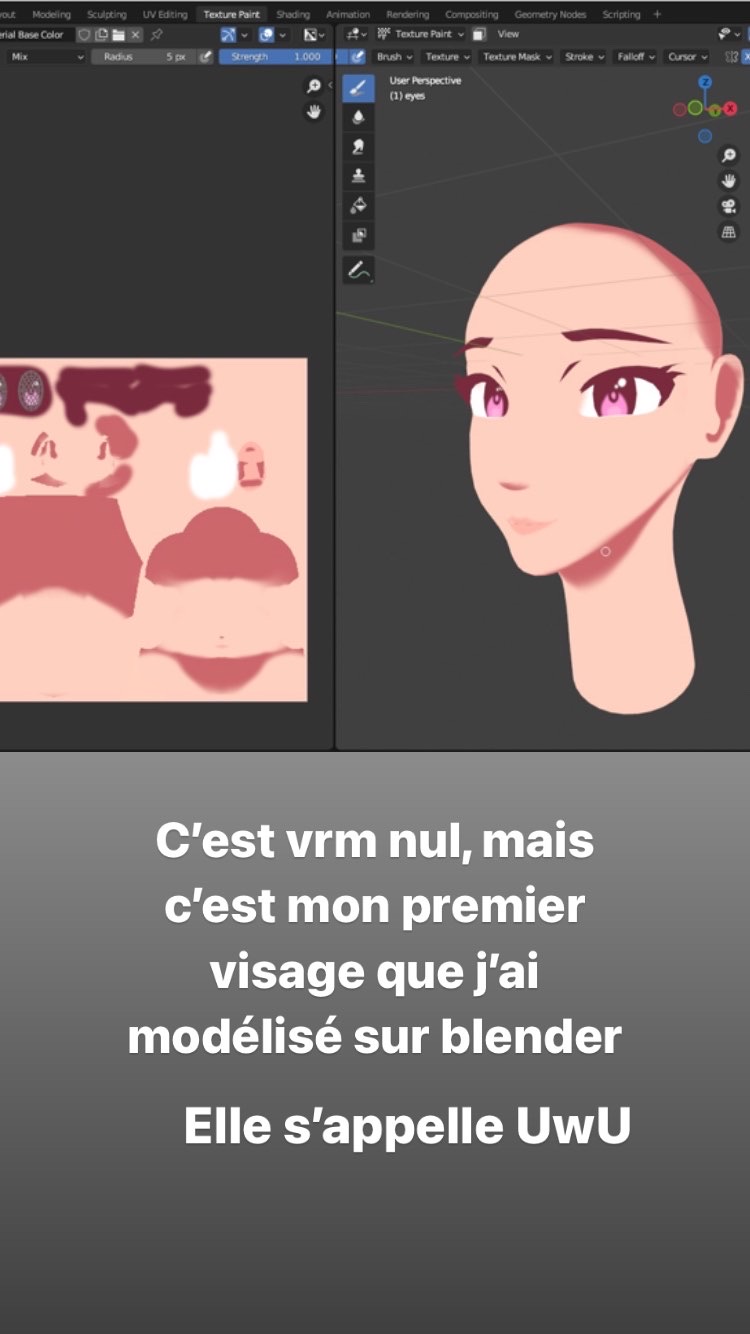 out Modeling Sculpting UV Editing Texture Paint Shading Animation Rendering Compositing Geometry Nodes Scripting +
erial Base Color Texture Paint View
Mix Radius 5 px Strength 1.000 Brush Texture Texture Mask Stroke Falloff Cursor X
User Perspective
(1) eyes
Z
X
Y
C’est vrm nul, mais
c’est mon premier
visage que j’ai
modélisé sur blender
Elle s’appelle UwU